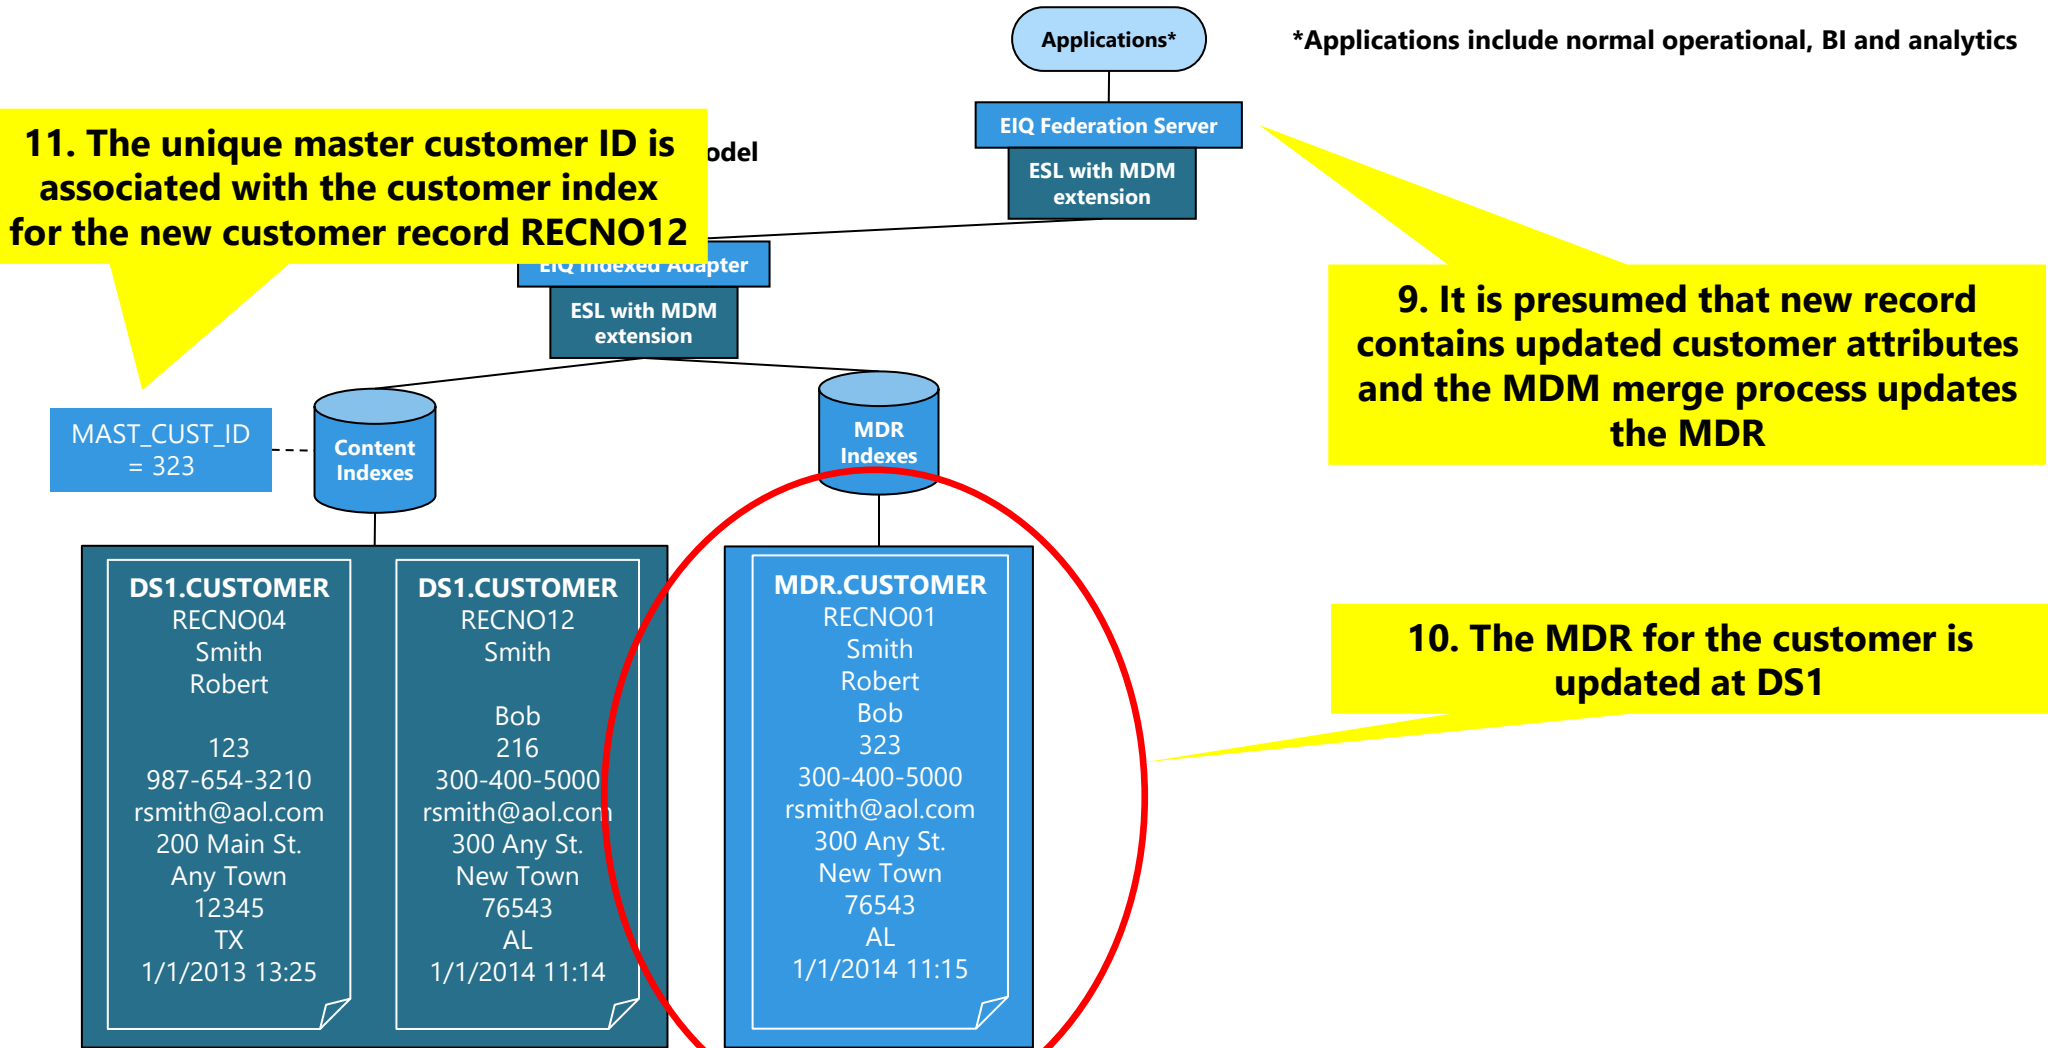 Applications*
*Applications include normal operational, BI and analytics
EIQ Federation Server
ESL with MDM
extension
11. The unique master customer ID is
associated with the customer index
for the new customer record RECNO12
odel
EIQ Indexed Adapter
ESL with MDM
extension
9. It is presumed that new record
contains updated customer attributes
and the MDM merge process updates
the MDR
MAST_CUST_ID
= 323
Content
Indexes
MDR
Indexes
DS1.CUSTOMER
RECNO04
Smith
Robert
123
987-654-3210
rsmith@aol.com
200 Main St.
Any Town
12345
TX
1/1/2013 13:25
DS1.CUSTOMER
RECNO12
Smith
Bob
216
300-400-5000
rsmith@aol.com
300 Any St.
New Town
76543
AL
1/1/2014 11:14
MDR.CUSTOMER
RECNO01
Smith
Robert
Bob
323
300-400-5000
rsmith@aol.com
300 Any St.
New Town
76543
AL
1/1/2014 11:15
10. The MDR for the customer is
updated at DS1